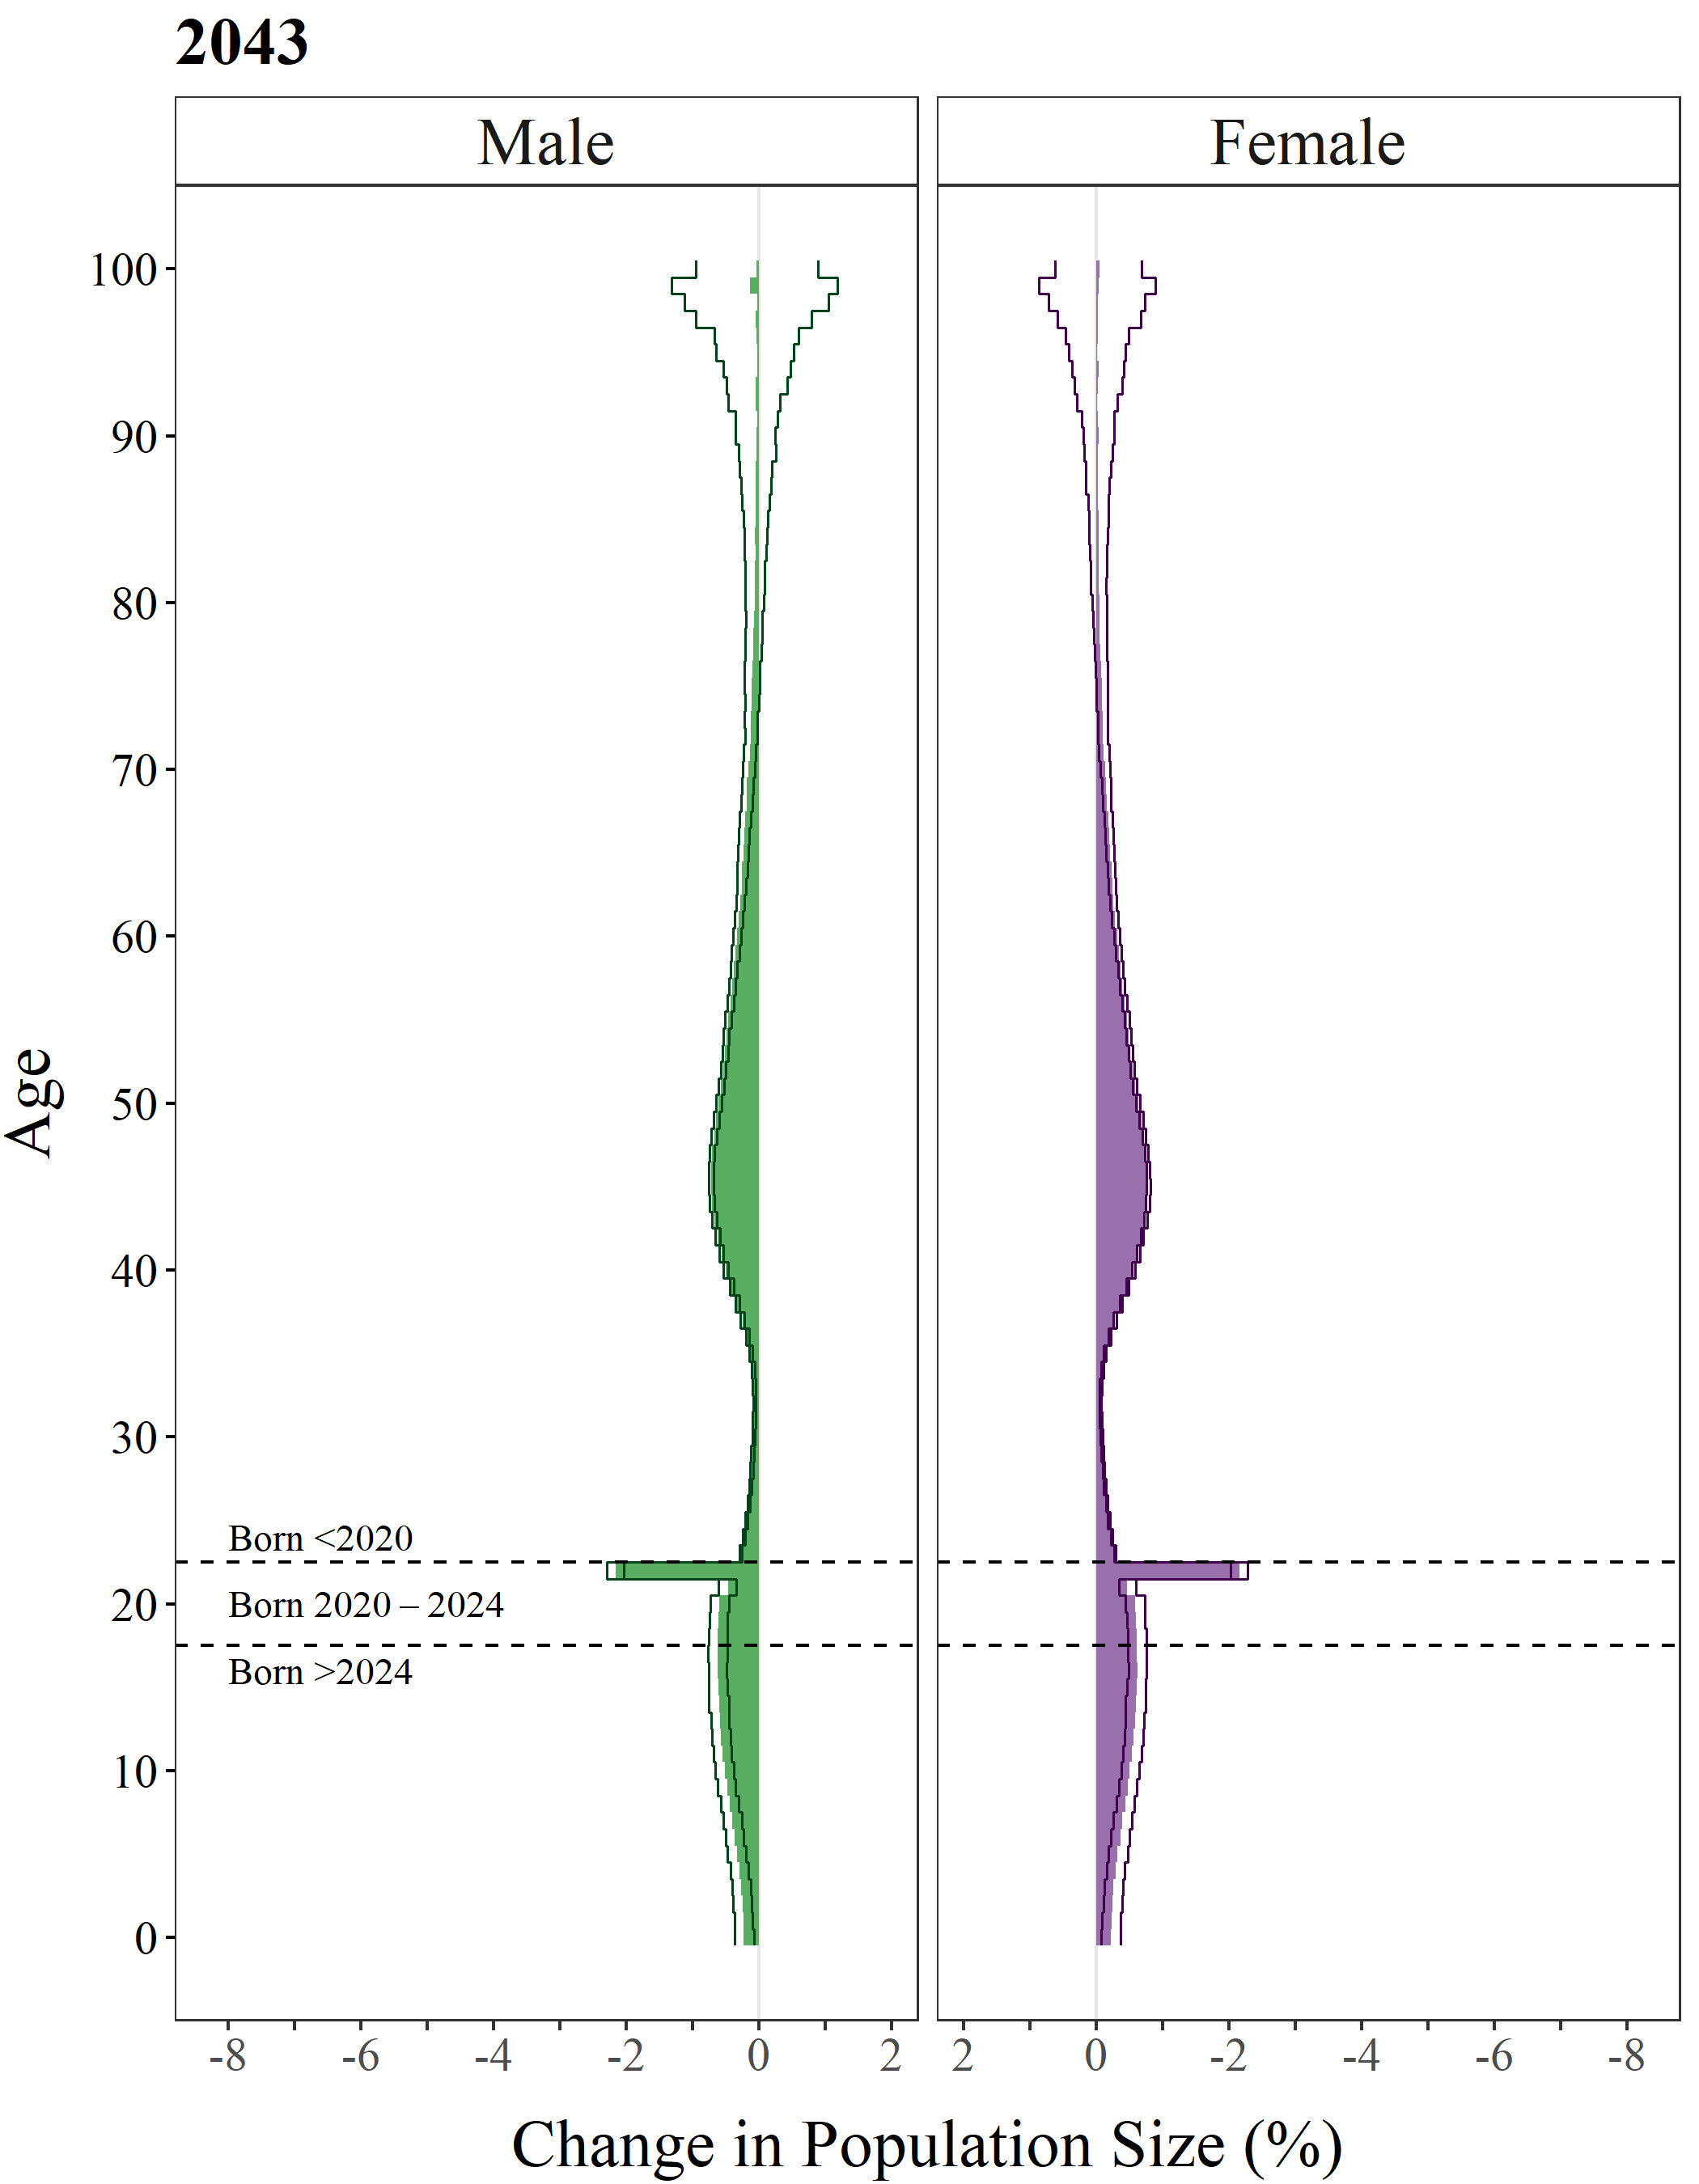 2043
Male
Female
100
90
80
70
60
50
40
30
20
10
0
Age
Born <2020
Born 2020 – 2024
Born >2024
-8 -6 -4 -2 0 2
2 0 -2 -4 -6 -8
Change in Population Size (%)